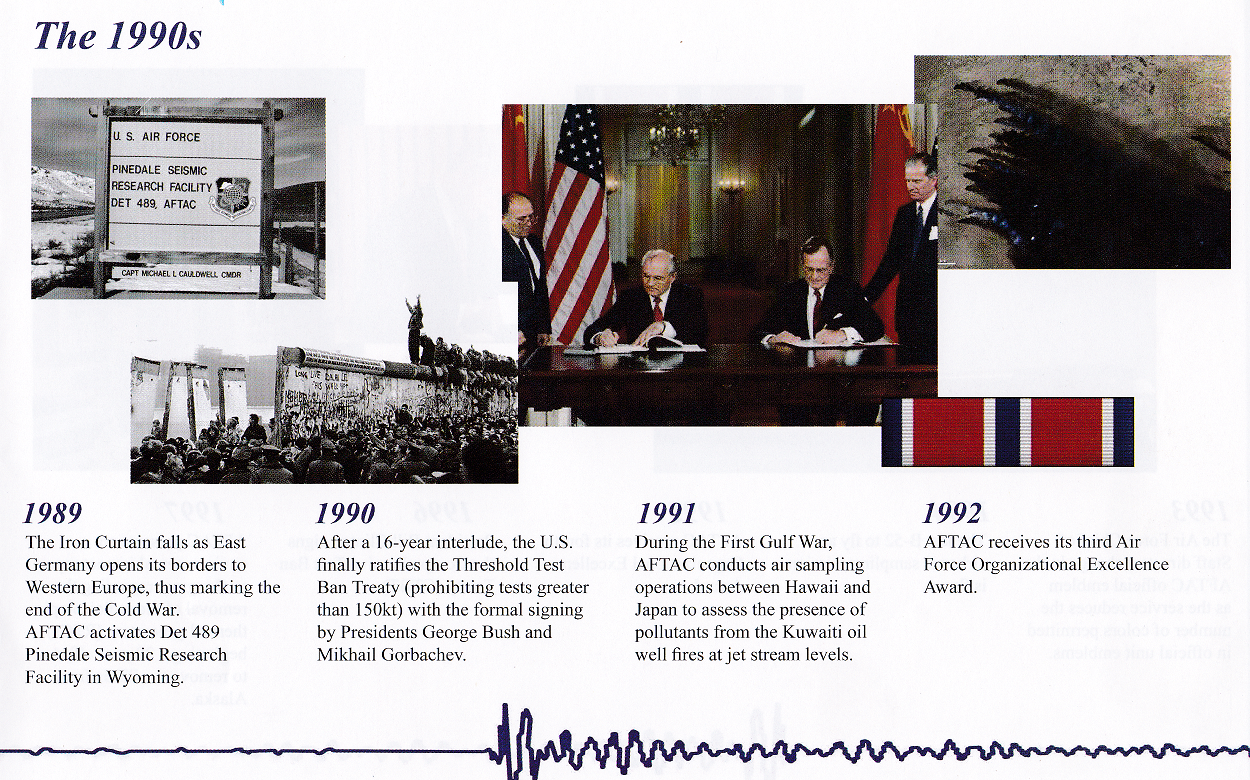 The 1990s
U. S. AIR FORCE
PINEDALE SEISMIC
RESEARCH FACILITY
DET 489, AFTAC
CAPT MICHAEL L CAULDWELL CMDR
LONG LIVE
1989
The Iron Curtain falls as East
Germany opens its borders to
Western Europe, thus marking the
end of the Cold War.
AFTAC activates Det 489
Pinedale Seismic Research
Facility in Wyoming.
1990
After a 16-year interlude, the U.S.
finally ratifies the Threshold Test
Ban Treaty (prohibiting tests greater
than 150kt) with the formal signing
by Presidents George Bush and
Mikhail Gorbachev.
1991
During the First Gulf War,
AFTAC conducts air sampling
operations between Hawaii and
Japan to assess the presence of
pollutants from the Kuwaiti oil
well fires at jet stream levels.
1992
AFTAC receives its third Air
Force Organizational Excellence
Award.